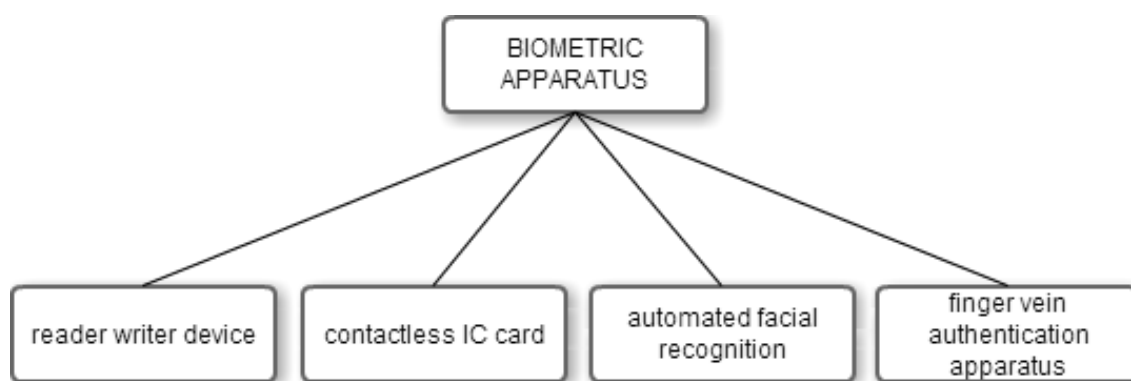 BIOMETRIC
APPARATUS
reader writer device
contactless IC card
automated facial
recognition
finger vein
authentication
apparatus